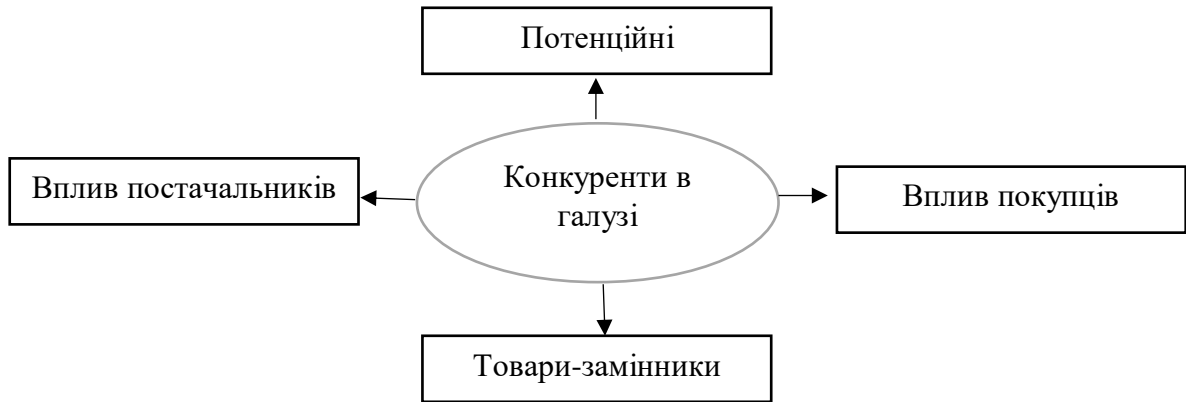 Потенційні
Вплив постачальників
Конкуренти в
галузі
Вплив покупців
Товари-замінники